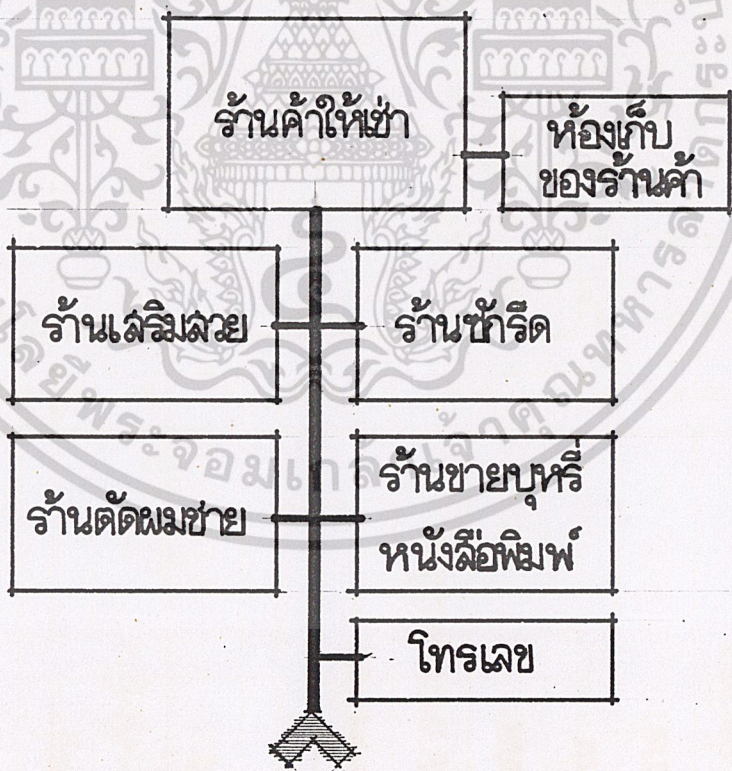 ร้านค้าให้เช่า
ห้องเก็บ
ของร้านค้า
ร้านเสริมสวย
ร้านซักรีด
ร้านตัดผมชาย
ร้านขายบุหรี่
หนังสือพิมพ์
โทรเลข